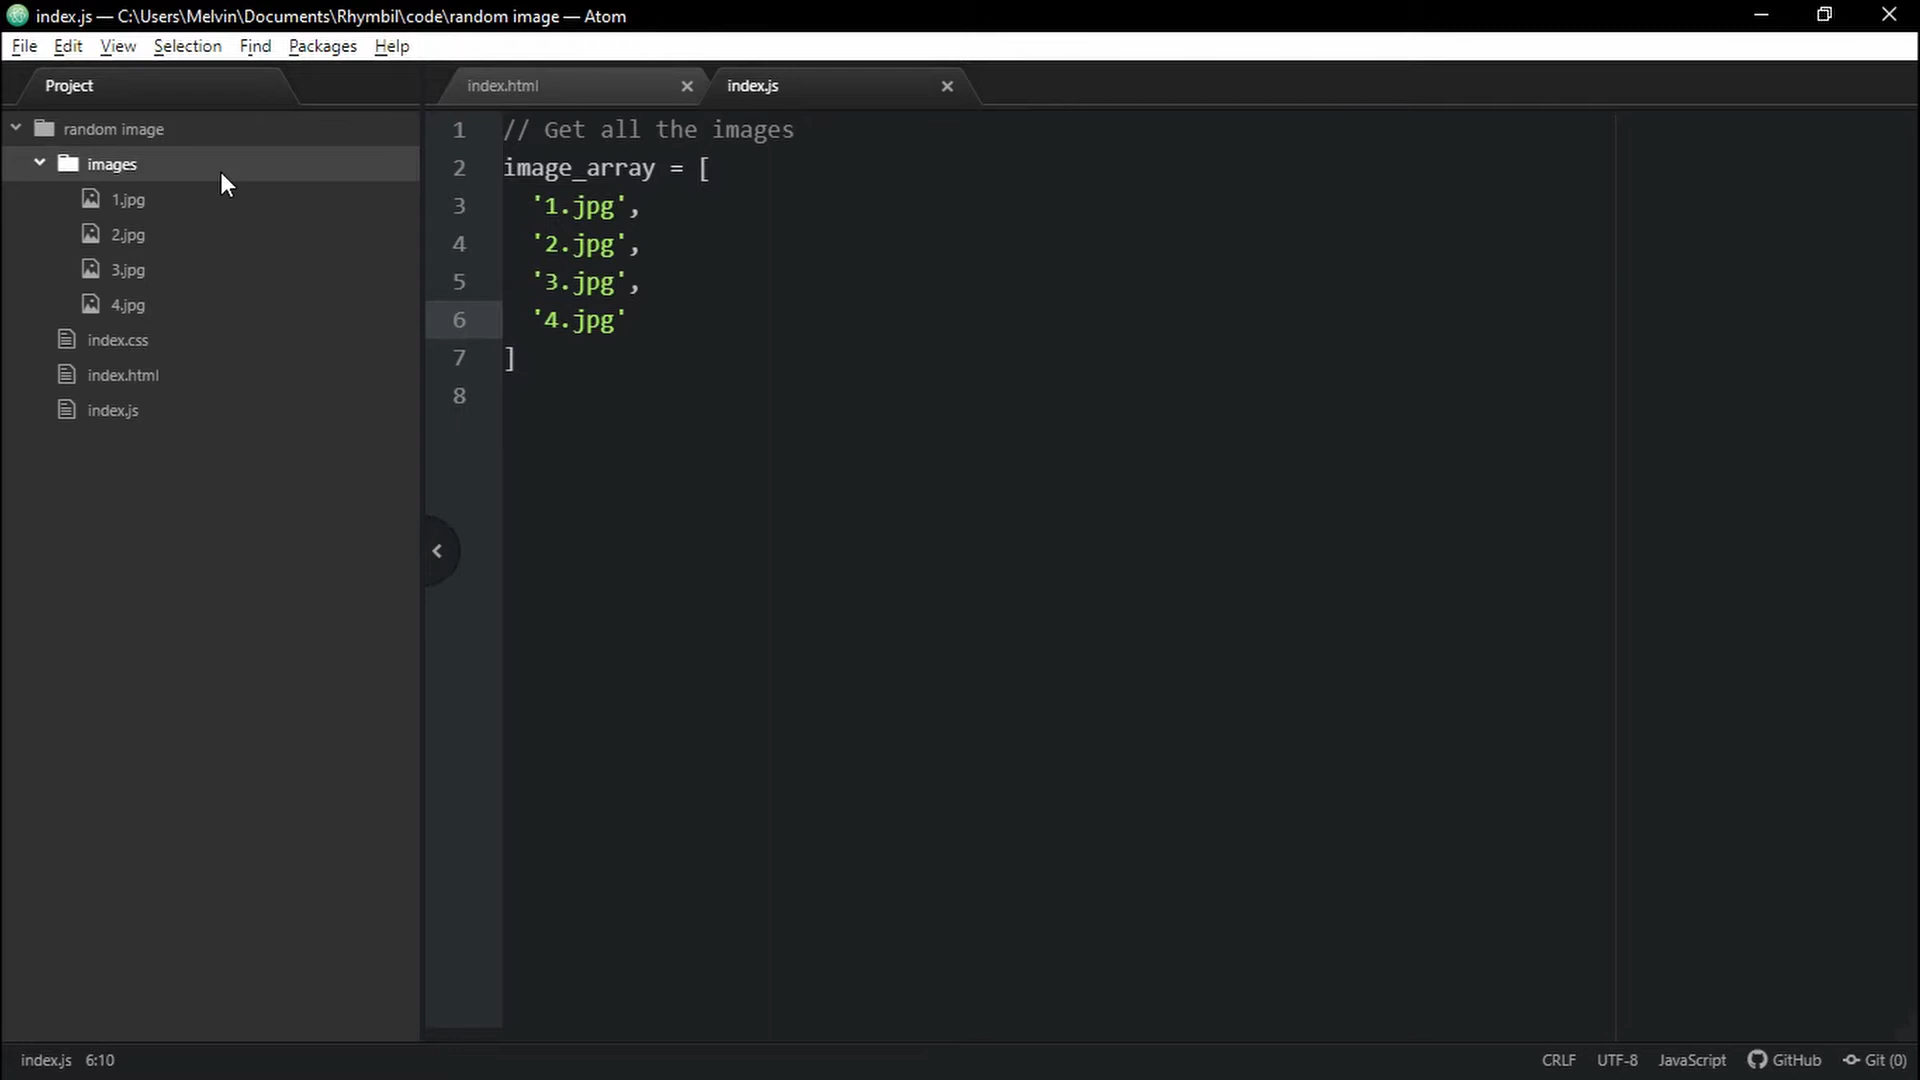 index.js — C:\Users\Melvin\Documents\Rhymbil\code\random image — Atom
File Edit View Selection Find Packages Help
Project
index.html
index.js
random image
images
1.jpg
2.jpg
3.jpg
4.jpg
index.css
index.html
index.js
1 // Get all the images
2 image_array = [
3 '1.jpg',
4 '2.jpg',
5 '3.jpg',
6 '4.jpg'
7 ]
8
index.js 6:10
CRLF UTF-8 JavaScript GitHub Git (0)